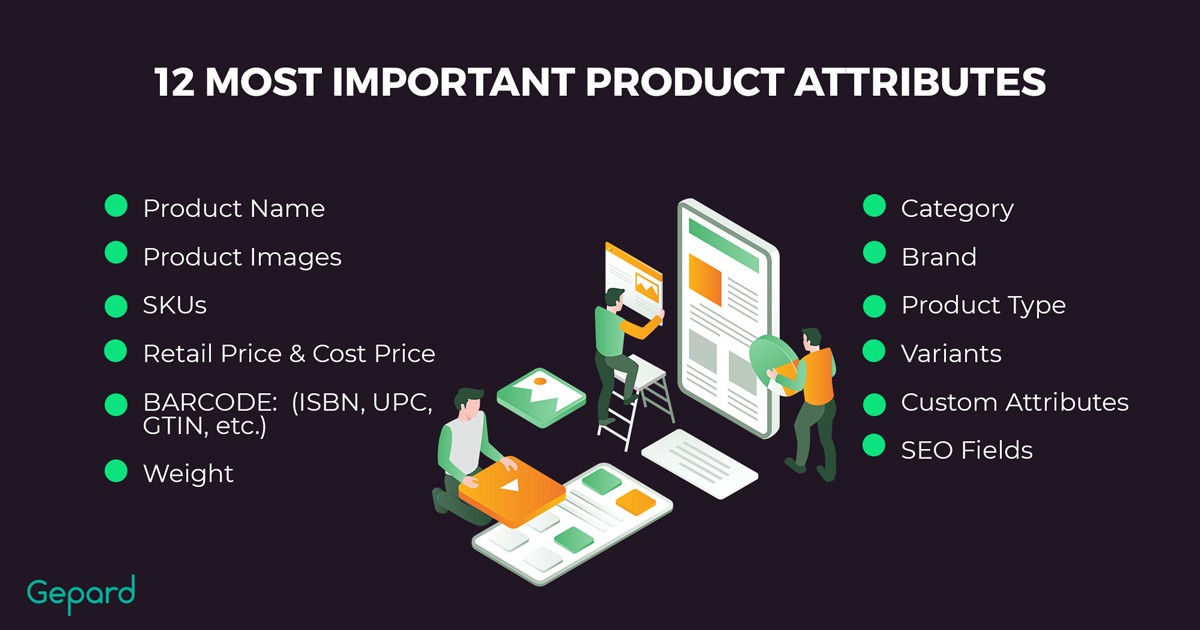 12 MOST IMPORTANT PRODUCT ATTRIBUTES
Product Name
Product Images
SKUs
Retail Price & Cost Price
BARCODE:  (ISBN, UPC,
GTIN, etc.)
Weight
Category
Brand
Product Type
Variants
Custom Attributes
SEO Fields
Gepard